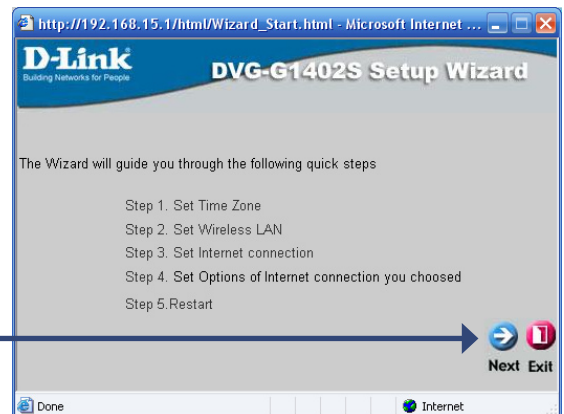 http://192.168.15.1/html/Wizard_Start.html - Microsoft Internet ...
D-Link
Building Networks for People
DVG-G1402S Setup Wizard
The Wizard will guide you through the following quick steps
Step 1. Set Time Zone
Step 2. Set Wireless LAN
Step 3. Set Internet connection
Step 4. Set Options of Internet connection you choosed
Step 5.Restart
Next Exit
Done Internet